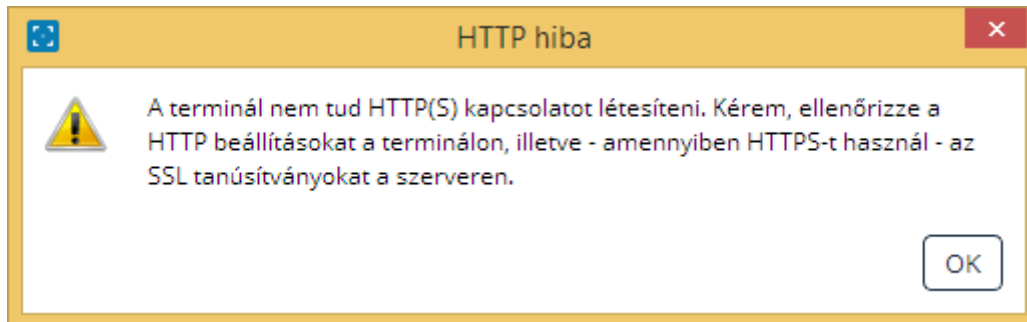 HTTP hiba
A terminál nem tud HTTP(S) kapcsolatot létesíteni. Kérem, ellenőrizze a
HTTP beállításokat a terminálon, illetve - amennyiben HTTPS-t használ - az
SSL tanúsítványokat a szerveren.
OK